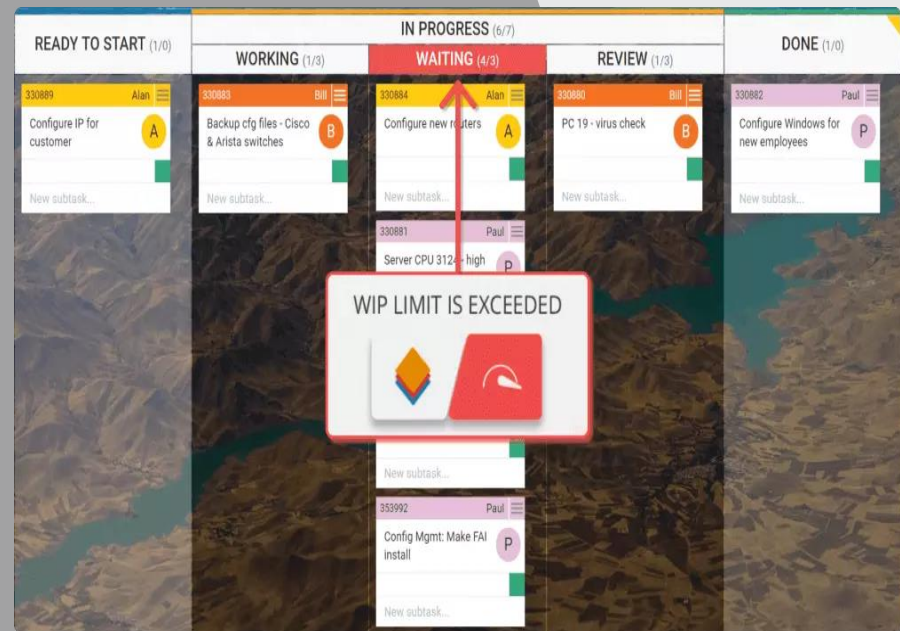 READY TO START (1/0)
IN PROGRESS (6/7)
WORKING (1/3)
WAITING (4/3)
REVIEW (1/3)
DONE (1/0)
330889 Alan
Configure IP for
customer
A
New subtask...
330883 Bill
Backup cfg files - Cisco
& Arista switches
B
New subtask...
330884 Alan
Configure new routers
A
New subtask...
330881 Paul
Server CPU 3124 - high
P
WIP LIMIT IS EXCEEDED
New subtask...
353992 Paul
Config Mgmt: Make FAI
install
P
New subtask...
330880 Bill
PC 19 - virus check
B
New subtask...
330882 Paul
Configure Windows for
new employees
P
New subtask...